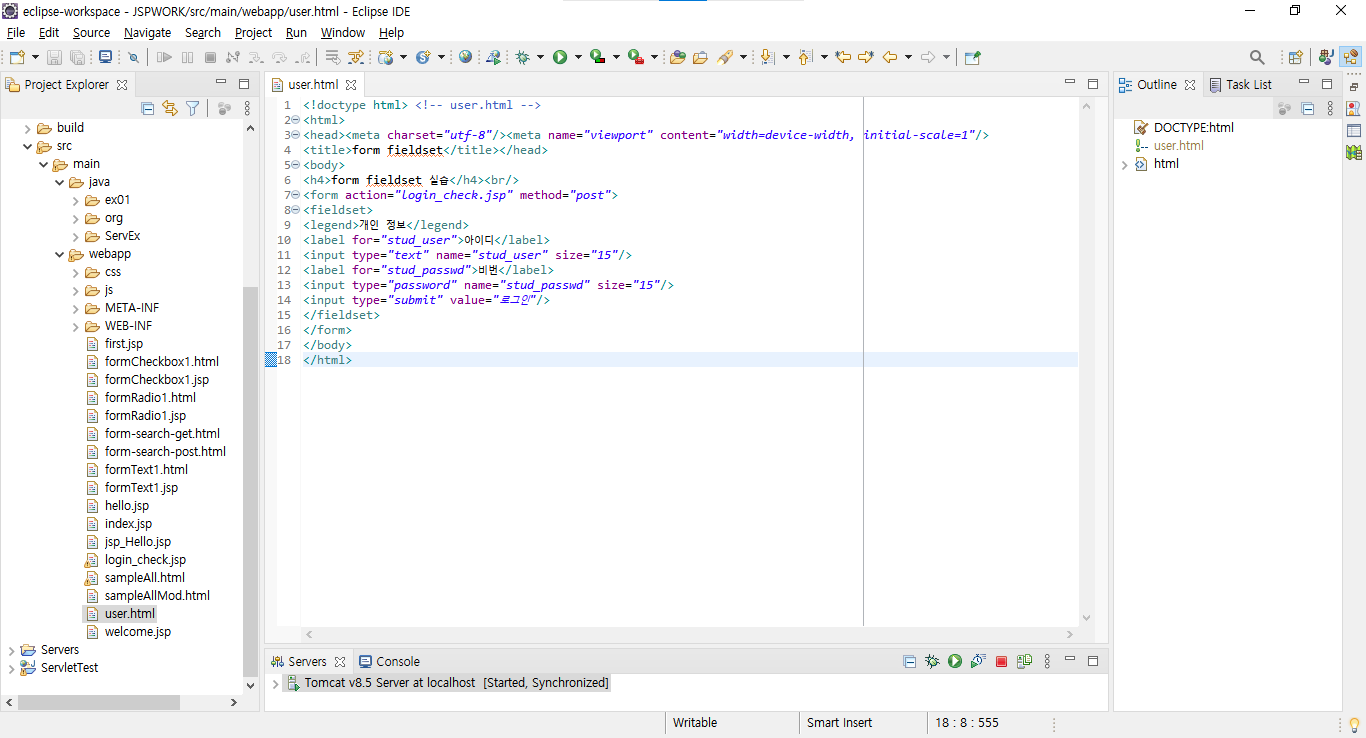 eclipse-workspace - JSPWORK/src/main/webapp/user.html - Eclipse IDE
File Edit Source Navigate Search Project Run Window Help
Project Explorer
build
src
main
java
ex01
org
ServEx
webapp
css
js
META-INF
WEB-INF
first.jsp
formCheckbox1.html
formCheckbox1.jsp
formRadio1.html
formRadio1.jsp
form-search-get.html
form-search-post.html
formText1.html
formText1.jsp
hello.jsp
index.jsp
jsp_Hello.jsp
login_check.jsp
sampleAll.html
sampleAllMod.html
user.html
welcome.jsp
Servers
ServletTest
user.html
1 <!doctype html> <!-- user.html -->
2 <html>
3 <head><meta charset="utf-8"/><meta name="viewport" content="width=device-width, initial-scale=1"/>
4 <title>form fieldset</title></head>
5 <body>
6 <h4>form fieldset 실습</h4><br/>
7 <form action="login_check.jsp" method="post">
8 <fieldset>
9 <legend>개인 정보</legend>
10 <label for="stud_user">아이디</label>
11 <input type="text" name="stud_user" size="15"/>
12 <label for="stud_passwd">비번</label>
13 <input type="password" name="stud_passwd" size="15"/>
14 <input type="submit" value="로그인"/>
15 </fieldset>
16 </form>
17 </body>
18 </html>
Outline Task List
DOCTYPE:html
user.html
html
Servers Console
Tomcat v8.5 Server at localhost [Started, Synchronized]
Writable Smart Insert 18 : 8 : 555